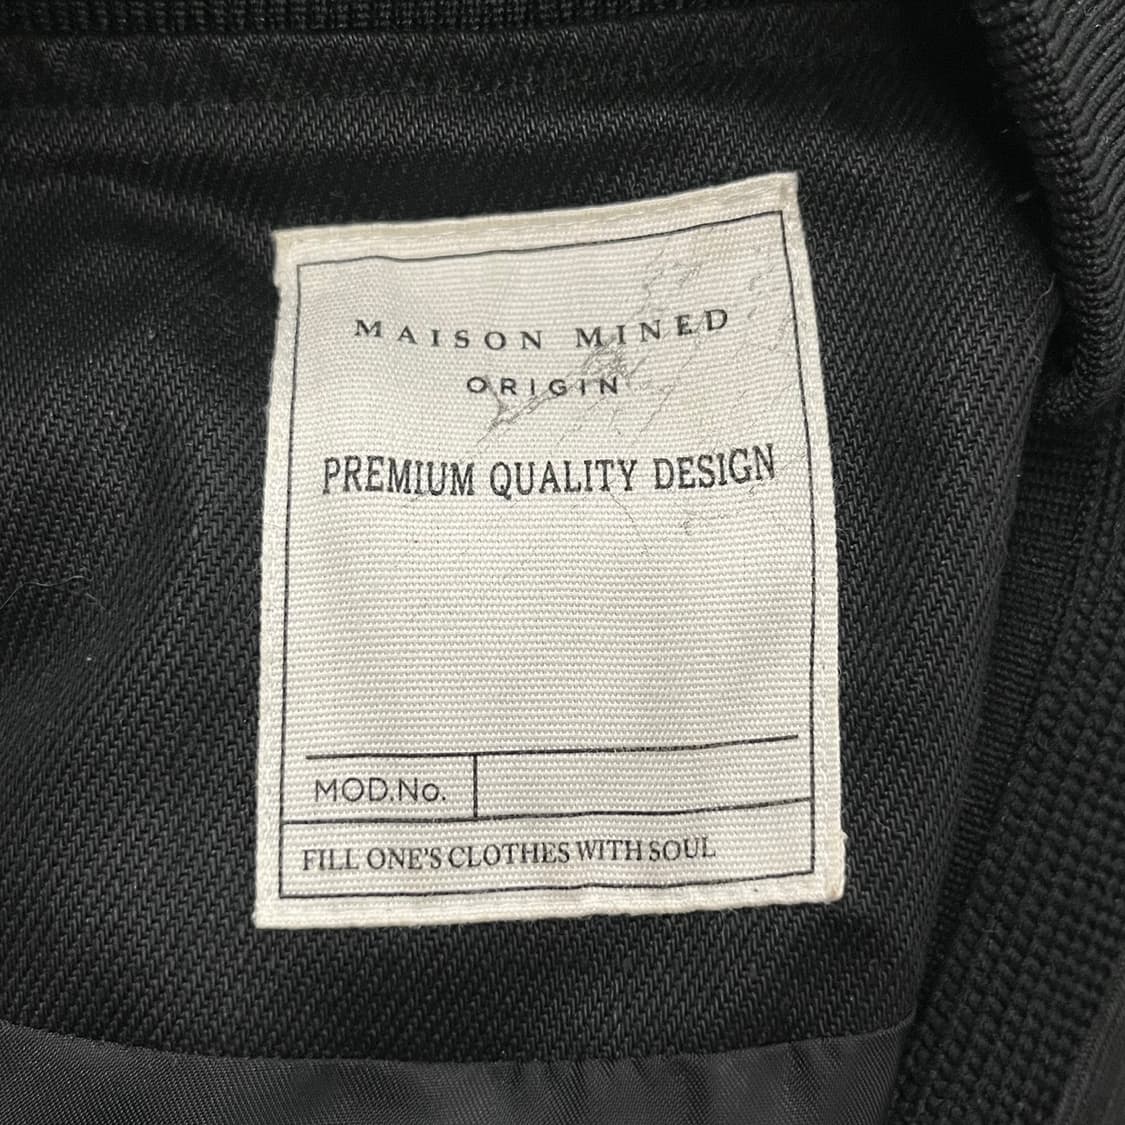 MAISON MINED
ORIGIN
PREMIUM QUALITY DESIGN
MOD.No.
FILL ONE'S CLOTHES WITH SOUL